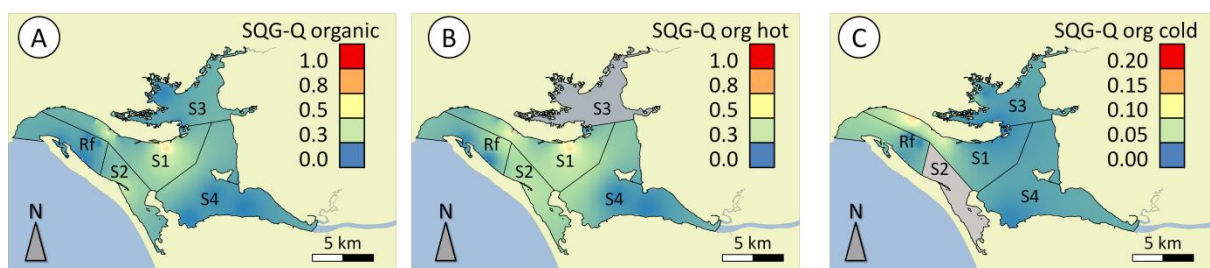 A
SQG-Q organic
1.0
0.8
0.5
0.3
0.0
S3
Rf
S1
S2
S4
N
5 km
B
SQG-Q org hot
1.0
0.8
0.5
0.3
0.0
S3
Rf
S1
S2
S4
N
5 km
C
SQG-Q org cold
0.20
0.15
0.10
0.05
0.00
S3
Rf
S1
S2
S4
N
5 km